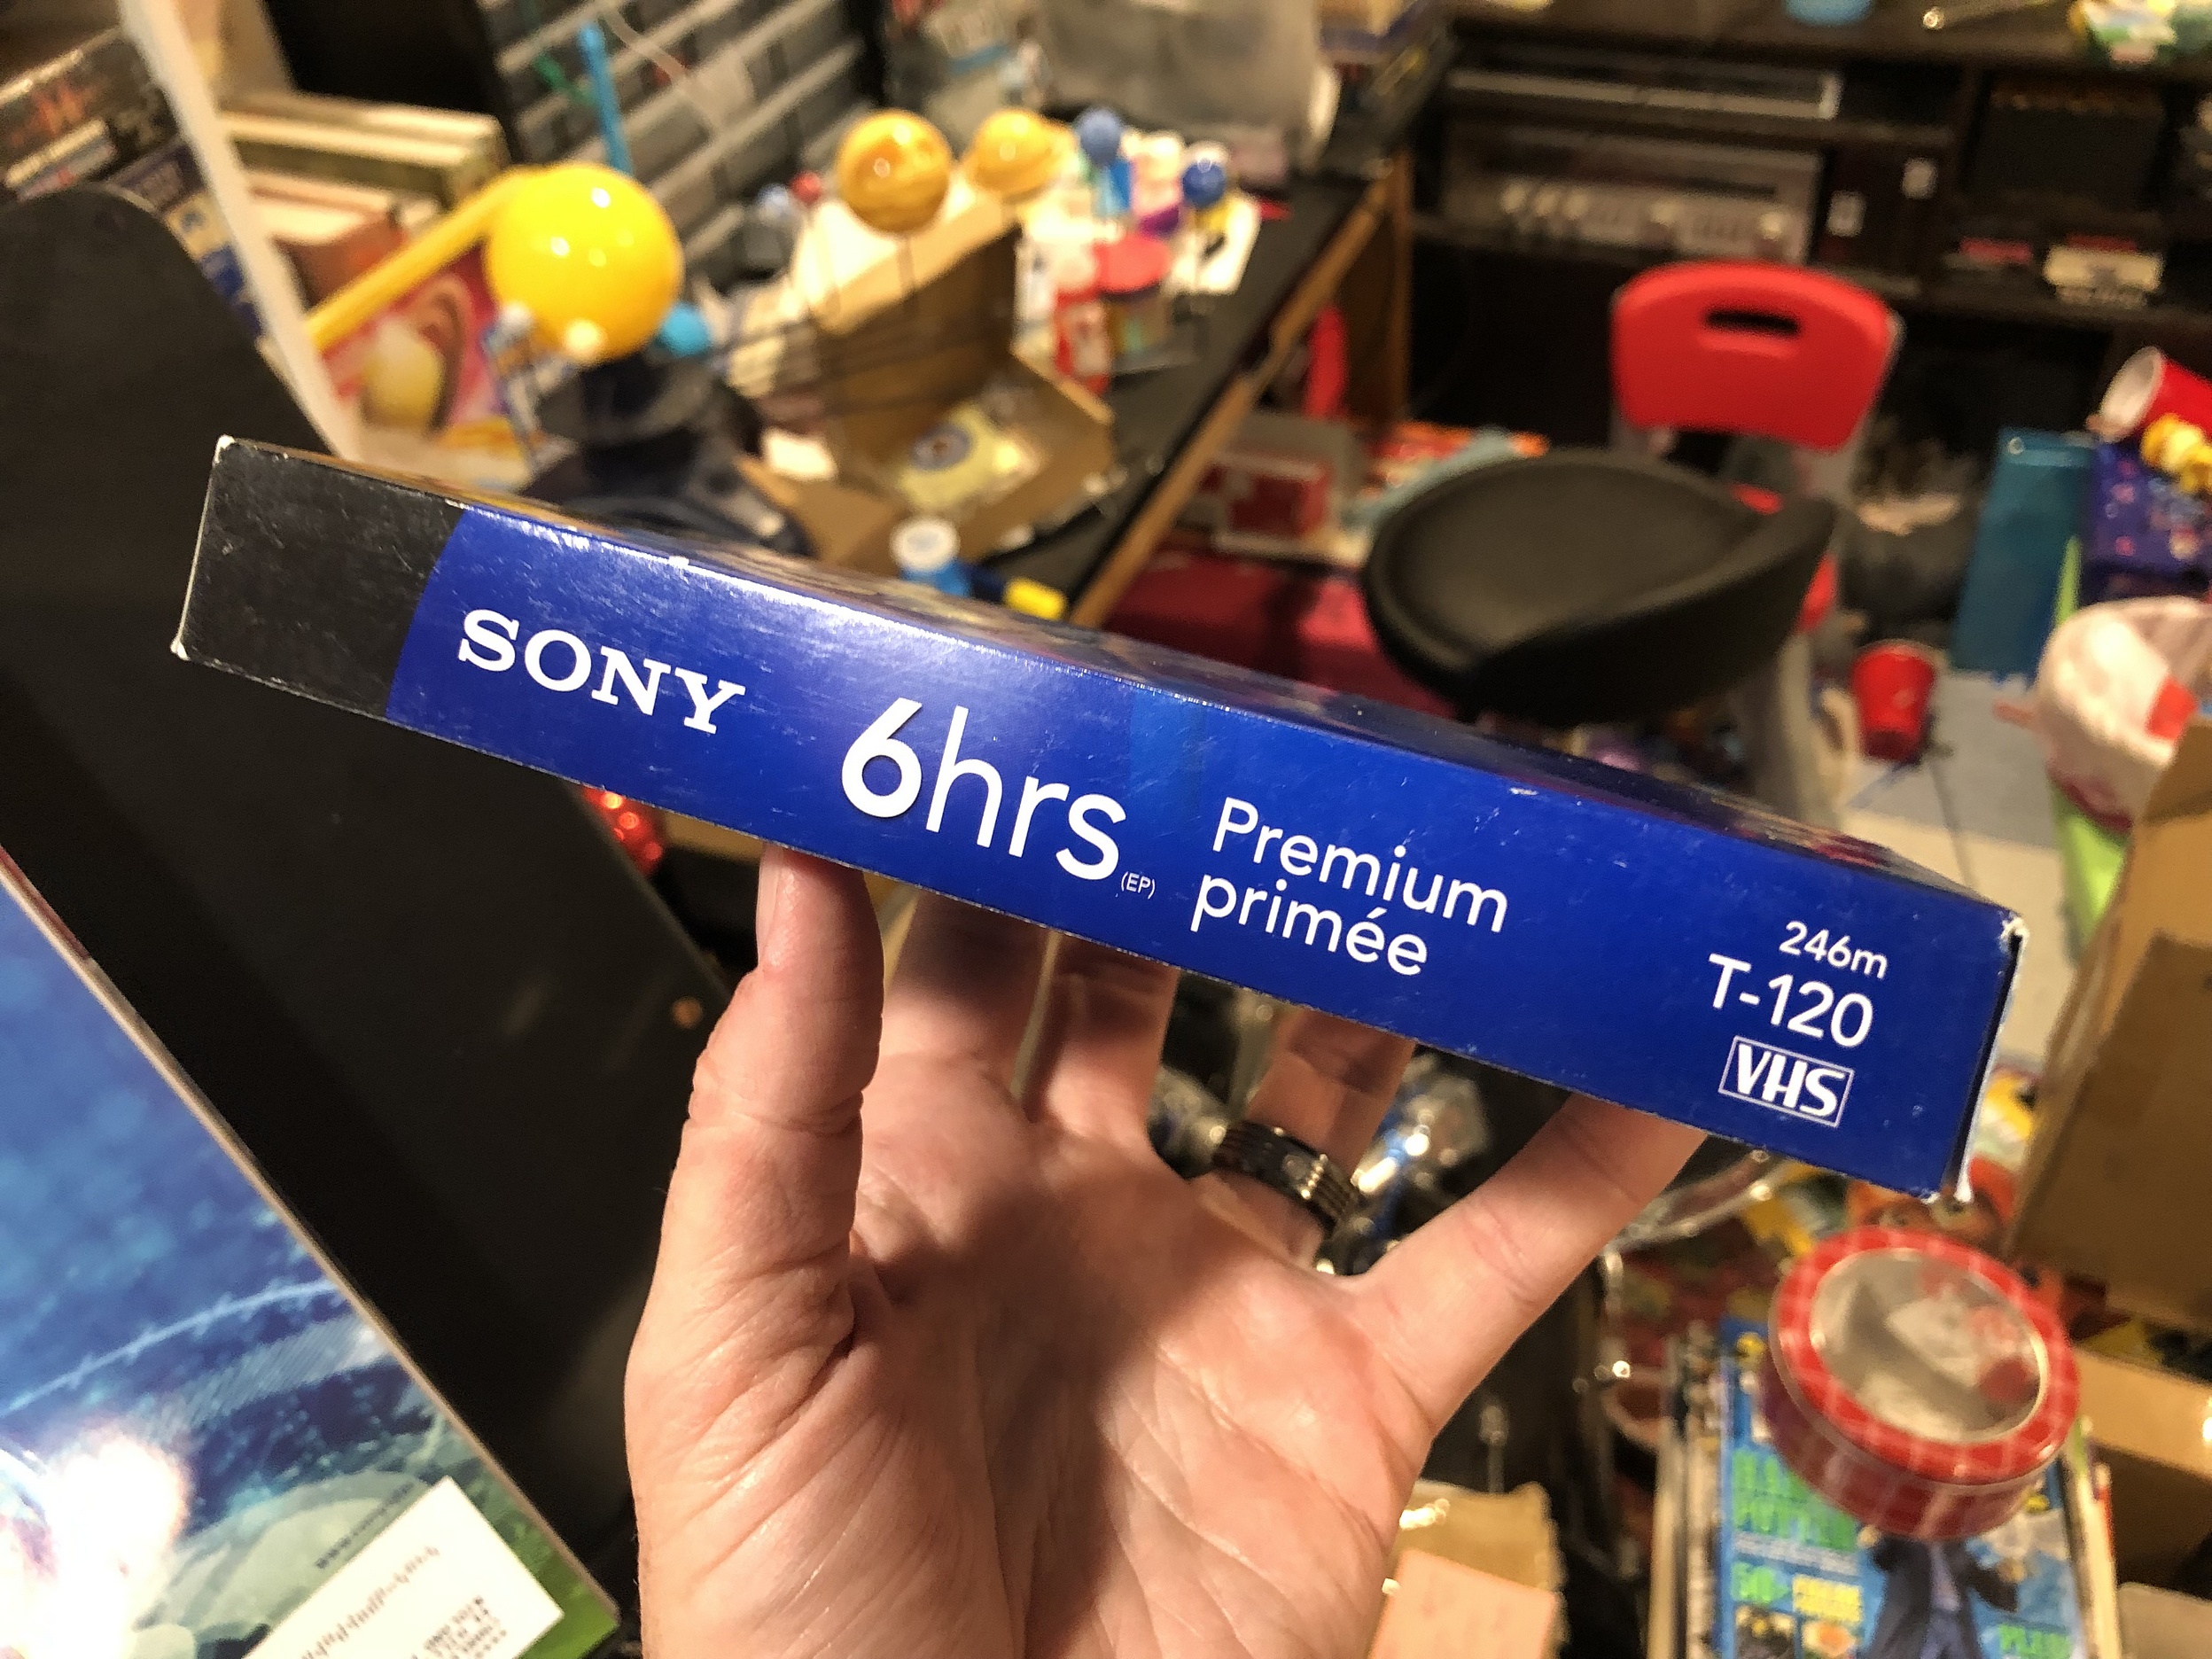 SONY
6hrs
(EP)
Premium
primée
246m
T-120
VHS